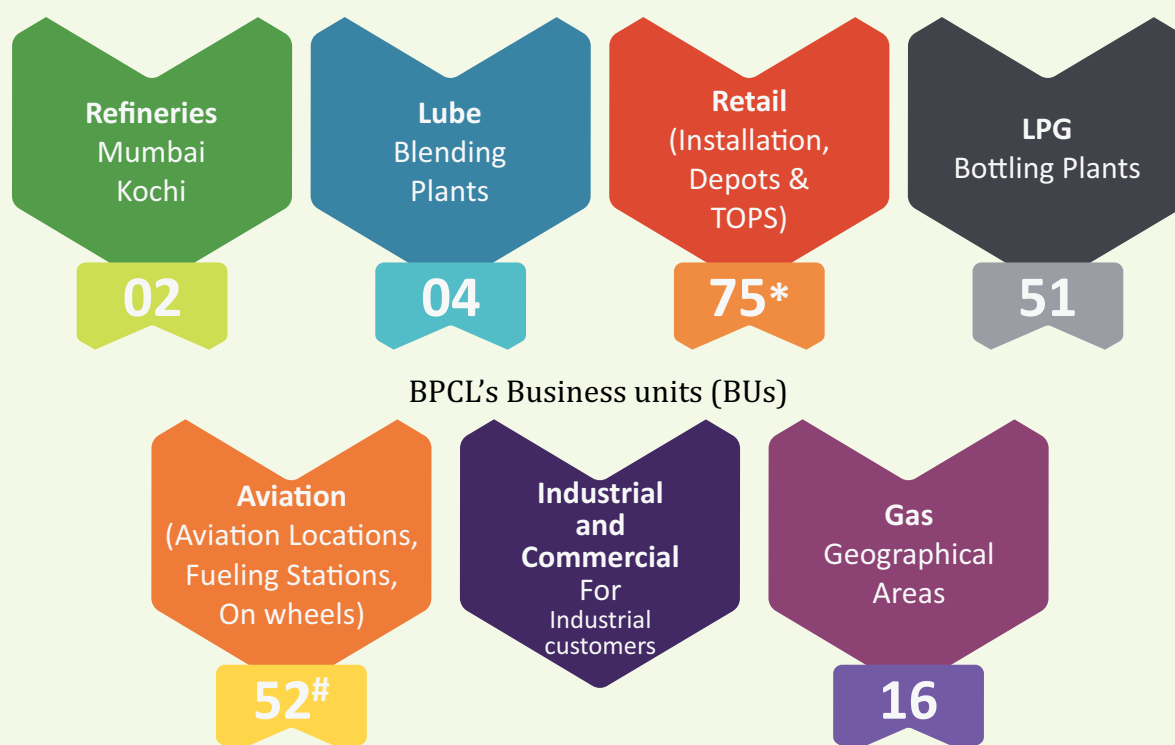 Refineries
Mumbai
Kochi
02
Lube
Blending
Plants
04
Retail
(Installation,
Depots &
TOPS)
75*
LPG
Bottling Plants
51
BPCL’s Business units (BUs)
Aviation
(Aviation Locations,
Fueling Stations,
On wheels)
52#
Industrial
and
Commercial
For
Industrial
customers
Gas
Geographical
Areas
16